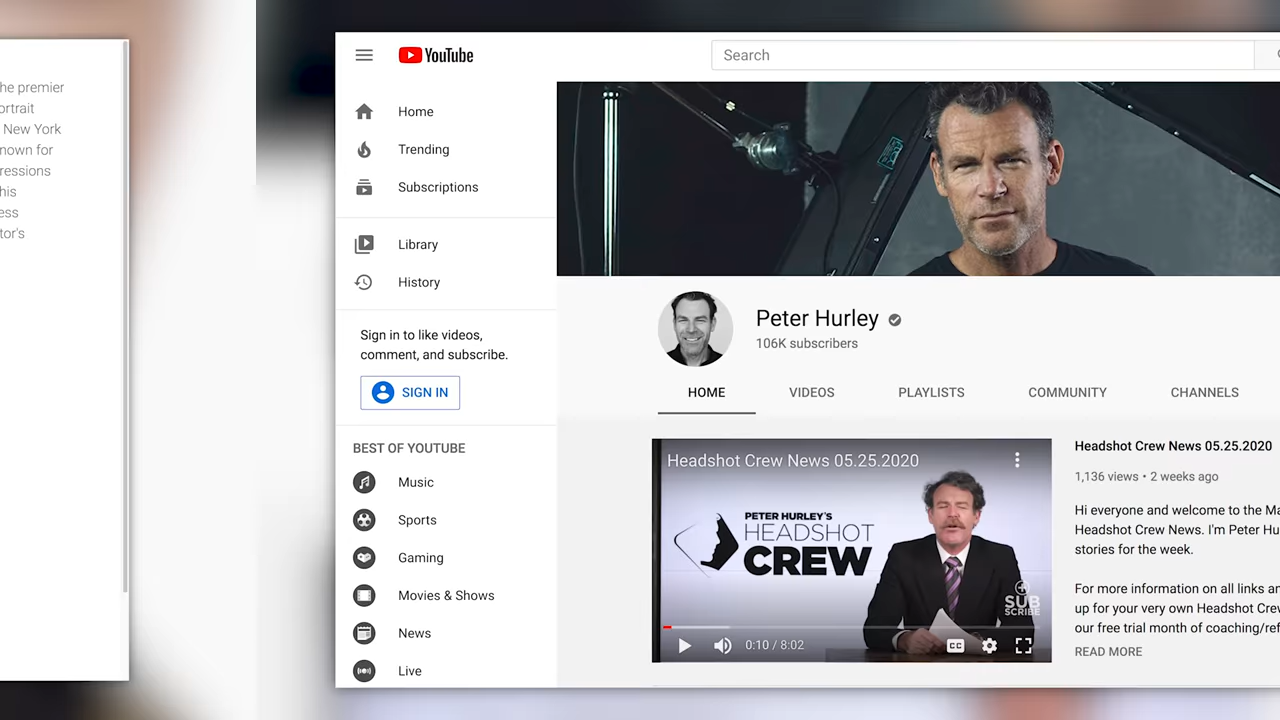 he premier
ortrait
New York
nown for
ressions
his
ess
tor's
YouTube
Search
Home
Trending
Subscriptions
Library
History
Sign in to like videos,
comment, and subscribe.
SIGN IN
BEST OF YOUTUBE
Music
Sports
Gaming
Movies & Shows
News
Live
Peter Hurley
106K subscribers
HOME VIDEOS PLAYLISTS COMMUNITY CHANNELS
Headshot Crew News 05.25.2020
PETER HURLEY'S
HEADSHOT
CREW
SUB
SCRIBE
0:10 / 8:02
CC
Headshot Crew News 05.25.2020
1,136 views • 2 weeks ago
Hi everyone and welcome to the Ma
Headshot Crew News. I'm Peter Hu
stories for the week.
For more information on all links an
up for your very own Headshot Crew
our free trial month of coaching/ref
READ MORE